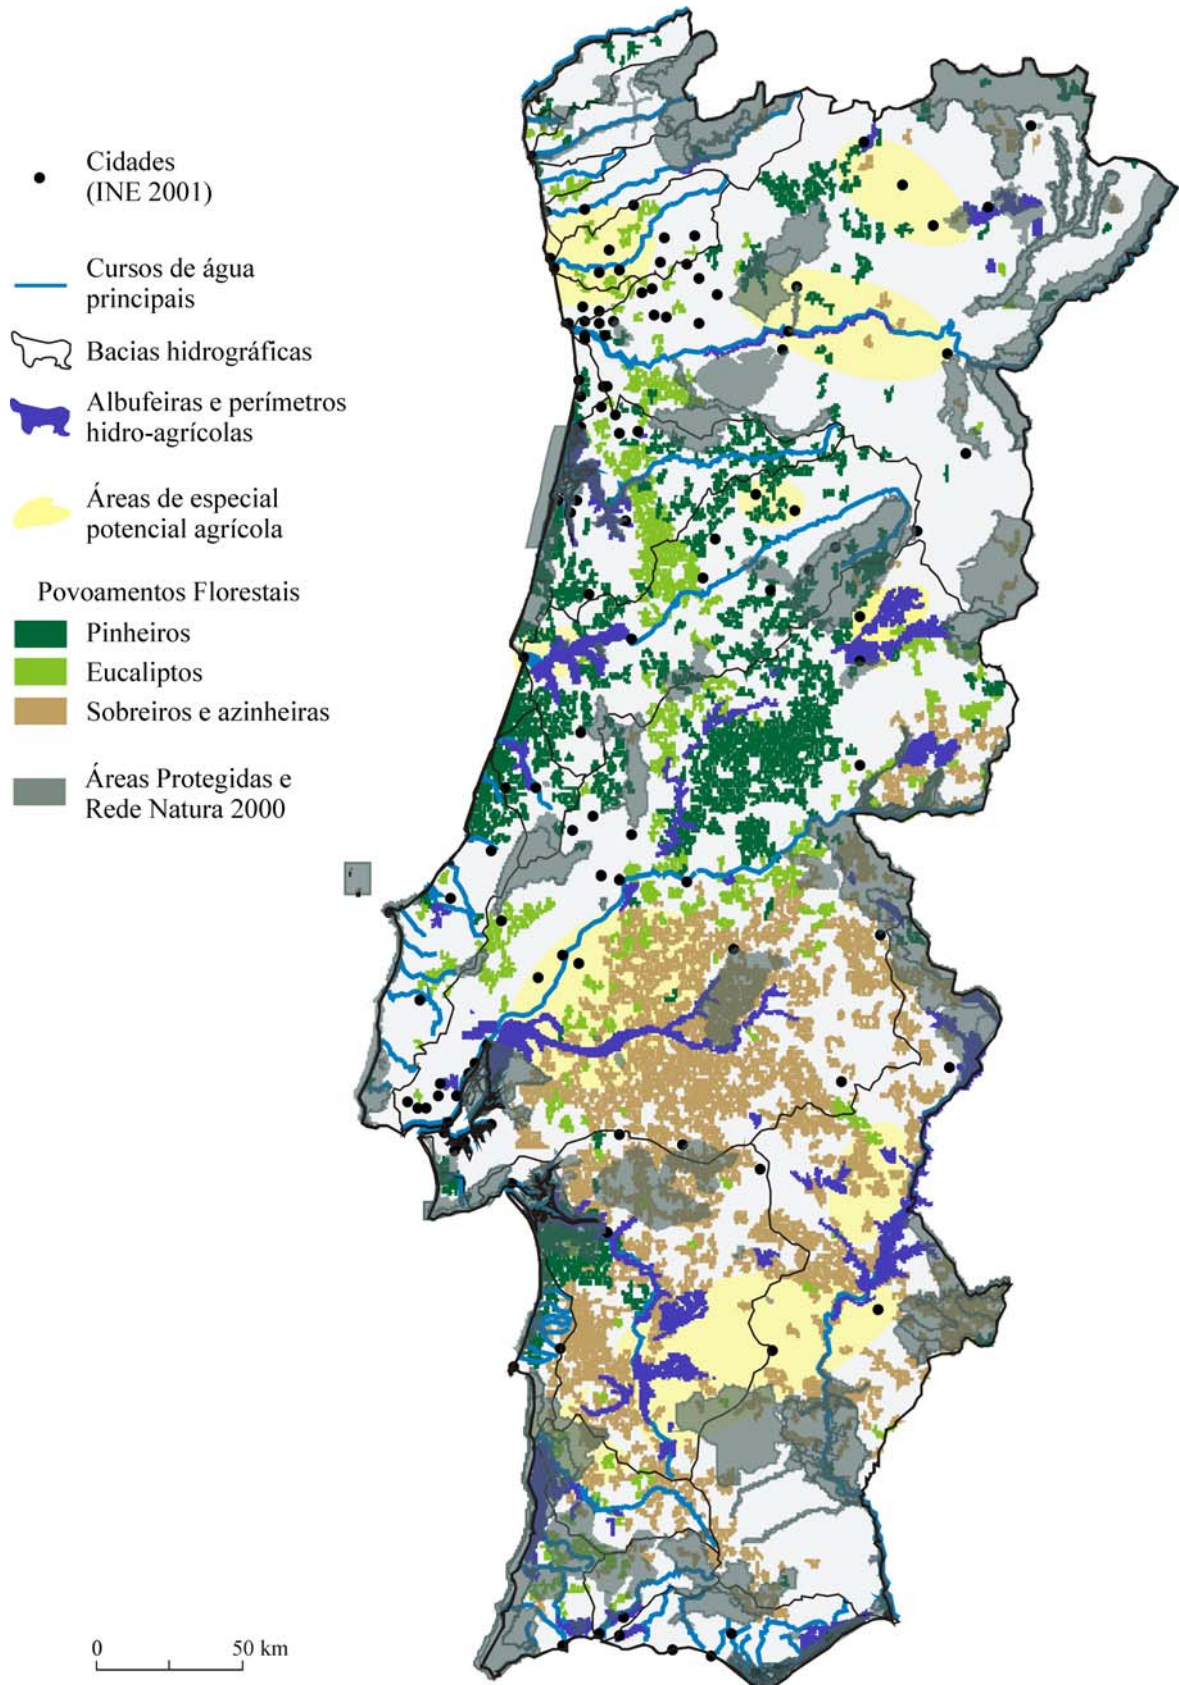 Cidades
(INE 2001)
Cursos de água
principais
Bacias hidrográficas
Albufeiras e perímetros
hidro-agrícolas
Áreas de especial
potencial agrícola
Povoamentos Florestais
Pinheiros
Eucaliptos
Sobreiros e azinheiras
Áreas Protegidas e
Rede Natura 2000
0 50 km